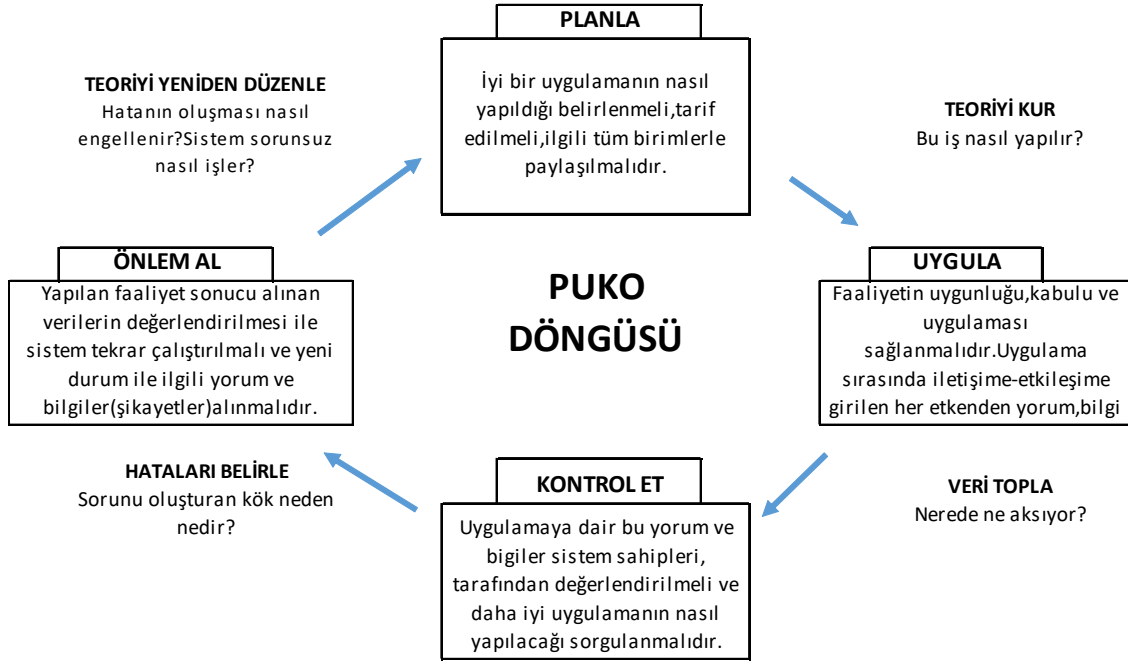 PLANLA
İyi bir uygulamanın nasıl
yapıldığı belirlenmeli,tarif
edilmeli,ilgili tüm birimlerle
paylaşılmalıdır.
TEORİYİ YENİDEN DÜZENLE
Hatanın oluşması nasıl
engellenir?Sistem sorunsuz
nasıl işler?
TEORİYİ KUR
Bu iş nasıl yapılır?
ÖNLEM AL
Yapılan faaliyet sonucu alınan
verilerin değerlendirilmesi ile
sistem tekrar çalıştırılmalı ve yeni
durum ile ilgili yorum ve
bilgiler(şikayetler)alınmalıdır.
PUKO
DÖNGÜSÜ
UYGULA
Faaliyetin uygunluğu,kabulu ve
uygulaması
sağlanmalıdır.Uygulama
sırasında iletişime-etkileşime
girilen her etkenden yorum,bilgi
HATALARI BELİRLE
Sorunu oluşturan kök neden
nedir?
KONTROL ET
Uygulamaya dair bu yorum ve
bigiler sistem sahipleri,
tarafından değerlendirilmeli ve
daha iyi uygulamanın nasıl
yapılacağı sorgulanmalıdır.
VERİ TOPLA
Nerede ne aksıyor?